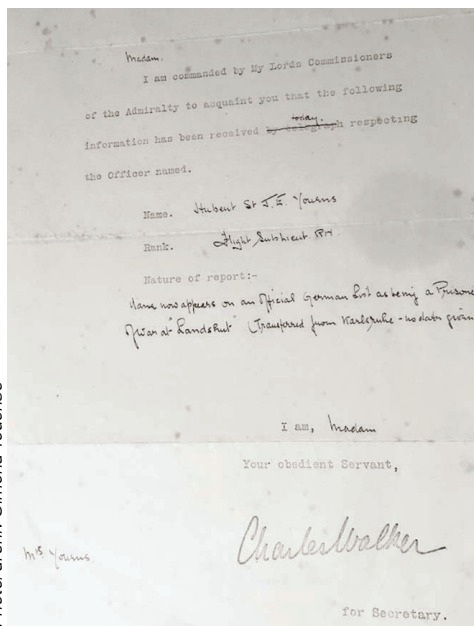 Madam.
I am commanded by My Lords Commissioners
of the Admiralty to acquaint you that the following
today.
information has been received by telegraph respecting
the Officer named.
Name. Hubert St J. E. Youens
Rank. Flight Sublieut RN
Nature of report:-
Name now appears on an Official German List as being a Prisone
of war at "Landshut" (Transferred from Karlsruhe - no date given
I am, Madam
Your obedient Servant,
Charles Walker
Mrs. Youens
for Secretary.